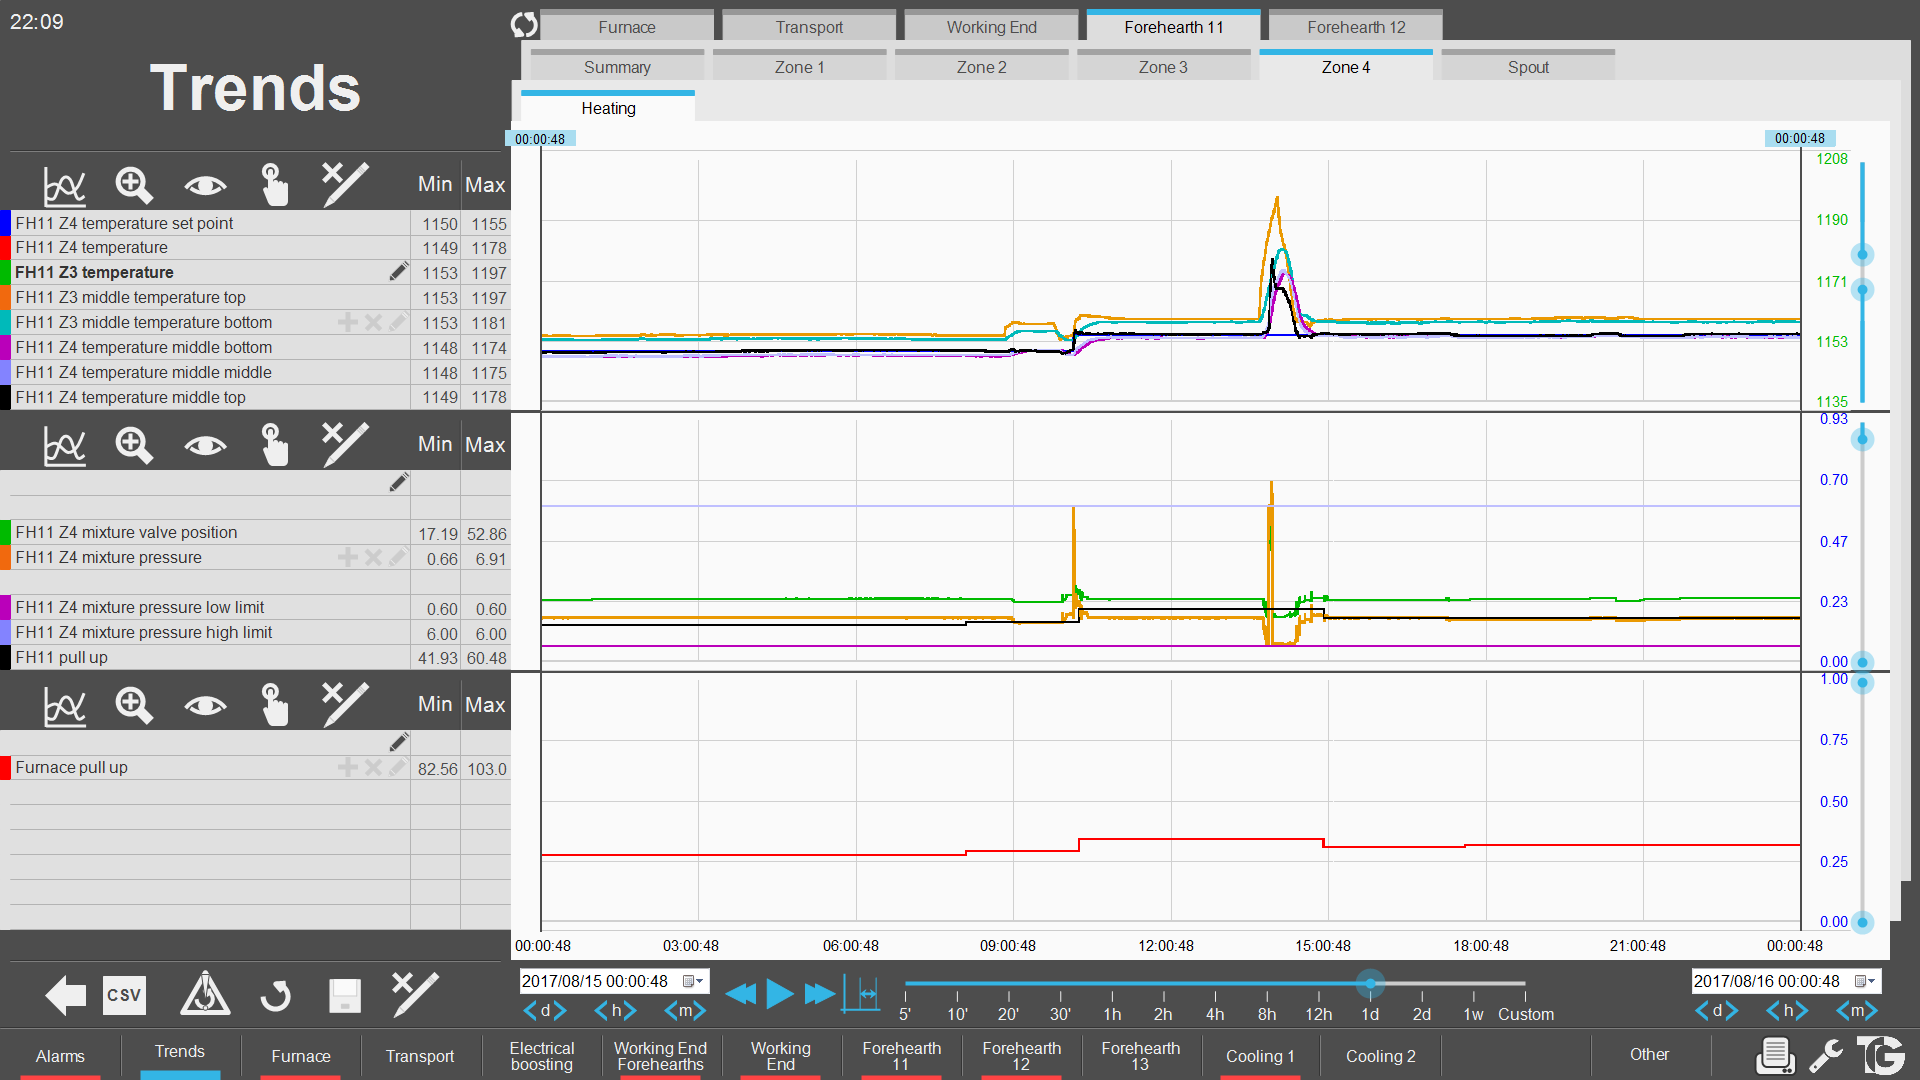 22:09
Trends
Furnace Transport Working End Forehearth 11 Forehearth 12
Summary Zone 1 Zone 2 Zone 3 Zone 4 Spout
Heating
00:00:48 00:00:48
Min Max
FH11 Z4 temperature set point 1150 1155
FH11 Z4 temperature 1149 1178
FH11 Z3 temperature 1153 1197
FH11 Z3 middle temperature top 1153 1197
FH11 Z3 middle temperature bottom 1153 1181
FH11 Z4 temperature middle bottom 1148 1174
FH11 Z4 temperature middle middle 1148 1175
FH11 Z4 temperature middle top 1149 1178
1208
1190
1171
1153
1135
Min Max
FH11 Z4 mixture valve position 17.19 52.86
FH11 Z4 mixture pressure 0.66 6.91
FH11 Z4 mixture pressure low limit 0.60 0.60
FH11 Z4 mixture pressure high limit 6.00 6.00
FH11 pull up 41.93 60.48
0.93
0.70
0.47
0.23
0.00
Min Max
Furnace pull up 82.56 103.0
1.00
0.75
0.50
0.25
0.00
00:00:48 03:00:48 06:00:48 09:00:48 12:00:48 15:00:48 18:00:48 21:00:48 00:00:48
CSV
2017/08/15 00:00:48
d h m
5' 10' 20' 30' 1h 2h 4h 8h 12h 1d 2d 1w Custom
2017/08/16 00:00:48
d h m
Alarms
Trends
Furnace
Transport
Electrical
boosting
Working End
Forehearths
Working
End
Forehearth
11
Forehearth
12
Forehearth
13
Cooling 1
Cooling 2
Other
TG